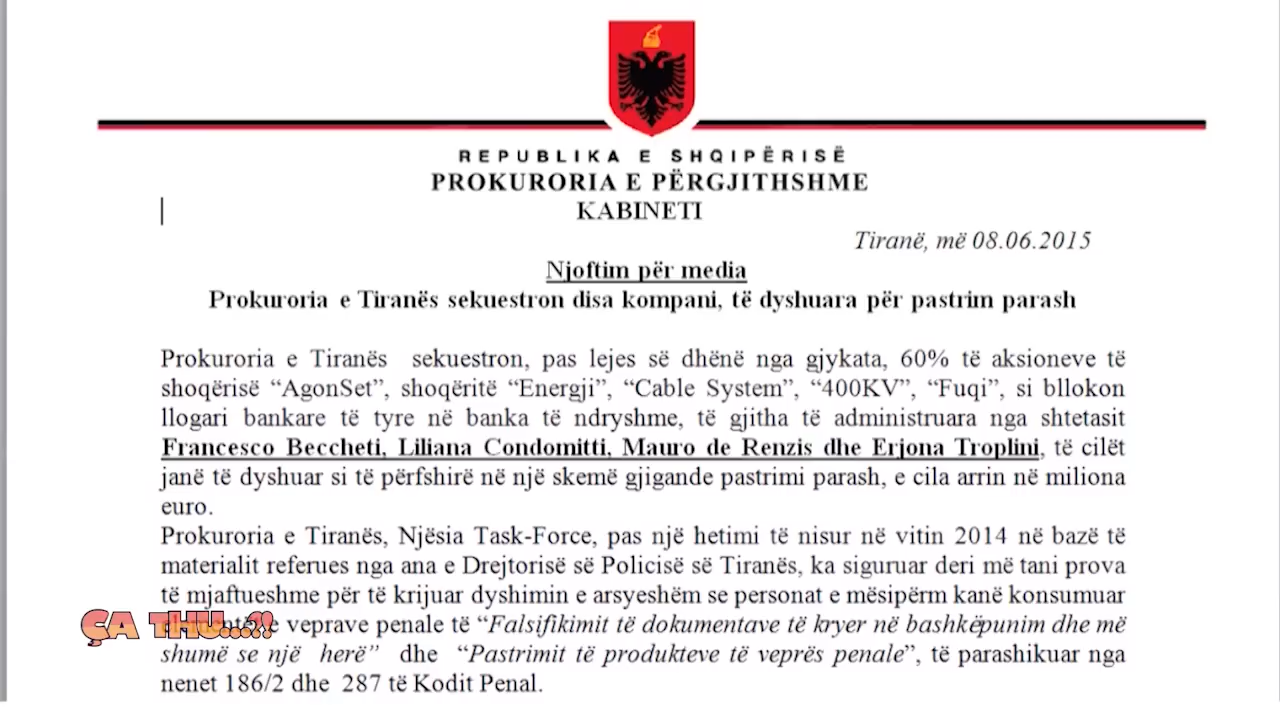 REPUBLIKA E SHQIPËRISË
PROKURORIA E PËRGJITHSHME
KABINETI
Tiranë, më 08.06.2015
Njoftim për media
Prokuroria e Tiranës sekuestron disa kompani, të dyshuara për pastrim parash
Prokuroria e Tiranës sekuestron, pas lejes së dhënë nga gjykata, 60% të aksioneve të
shoqërisë “AgonSet”, shoqëritë “Energji”, “Cable System”, “400KV”, “Fuqi”, si bllokon
llogari bankare të tyre në banka të ndryshme, të gjitha të administruara nga shtetasit
Francesco Beccheti, Liliana Condomitti, Mauro de Renzis dhe Erjona Troplini, të cilët
janë të dyshuar si të përfshirë në një skemë gjigande pastrimi parash, e cila arrin në miliona
euro.
Prokuroria e Tiranës, Njësia Task-Force, pas një hetimi të nisur në vitin 2014 në bazë të
materialit referues nga ana e Drejtorisë së Policisë së Tiranës, ka siguruar deri më tani prova
të mjaftueshme për të krijuar dyshimin e arsyeshëm se personat e mësipërm kanë konsumuar
ÇA THU...?!
veprave penale të “Falsifikimit të dokumentave të kryer në bashkëpunim dhe më
shumë se një herë” dhe “Pastrimit të produkteve të veprës penale”, të parashikuar nga
nenet 186/2 dhe 287 të Kodit Penal.